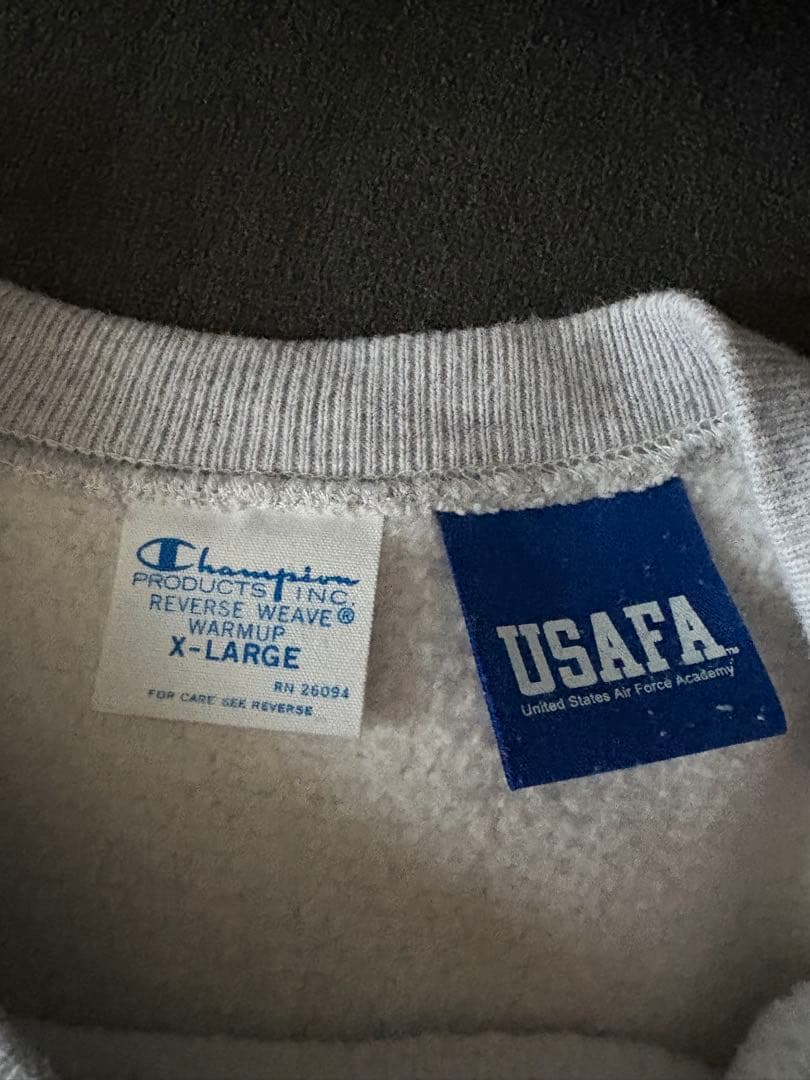 Champion
PRODUCTS INC.
REVERSE WEAVE®
WARMUP
X-LARGE
RN 26094
FOR CARE SEE REVERSE
USAFA™
United States Air Force Academy